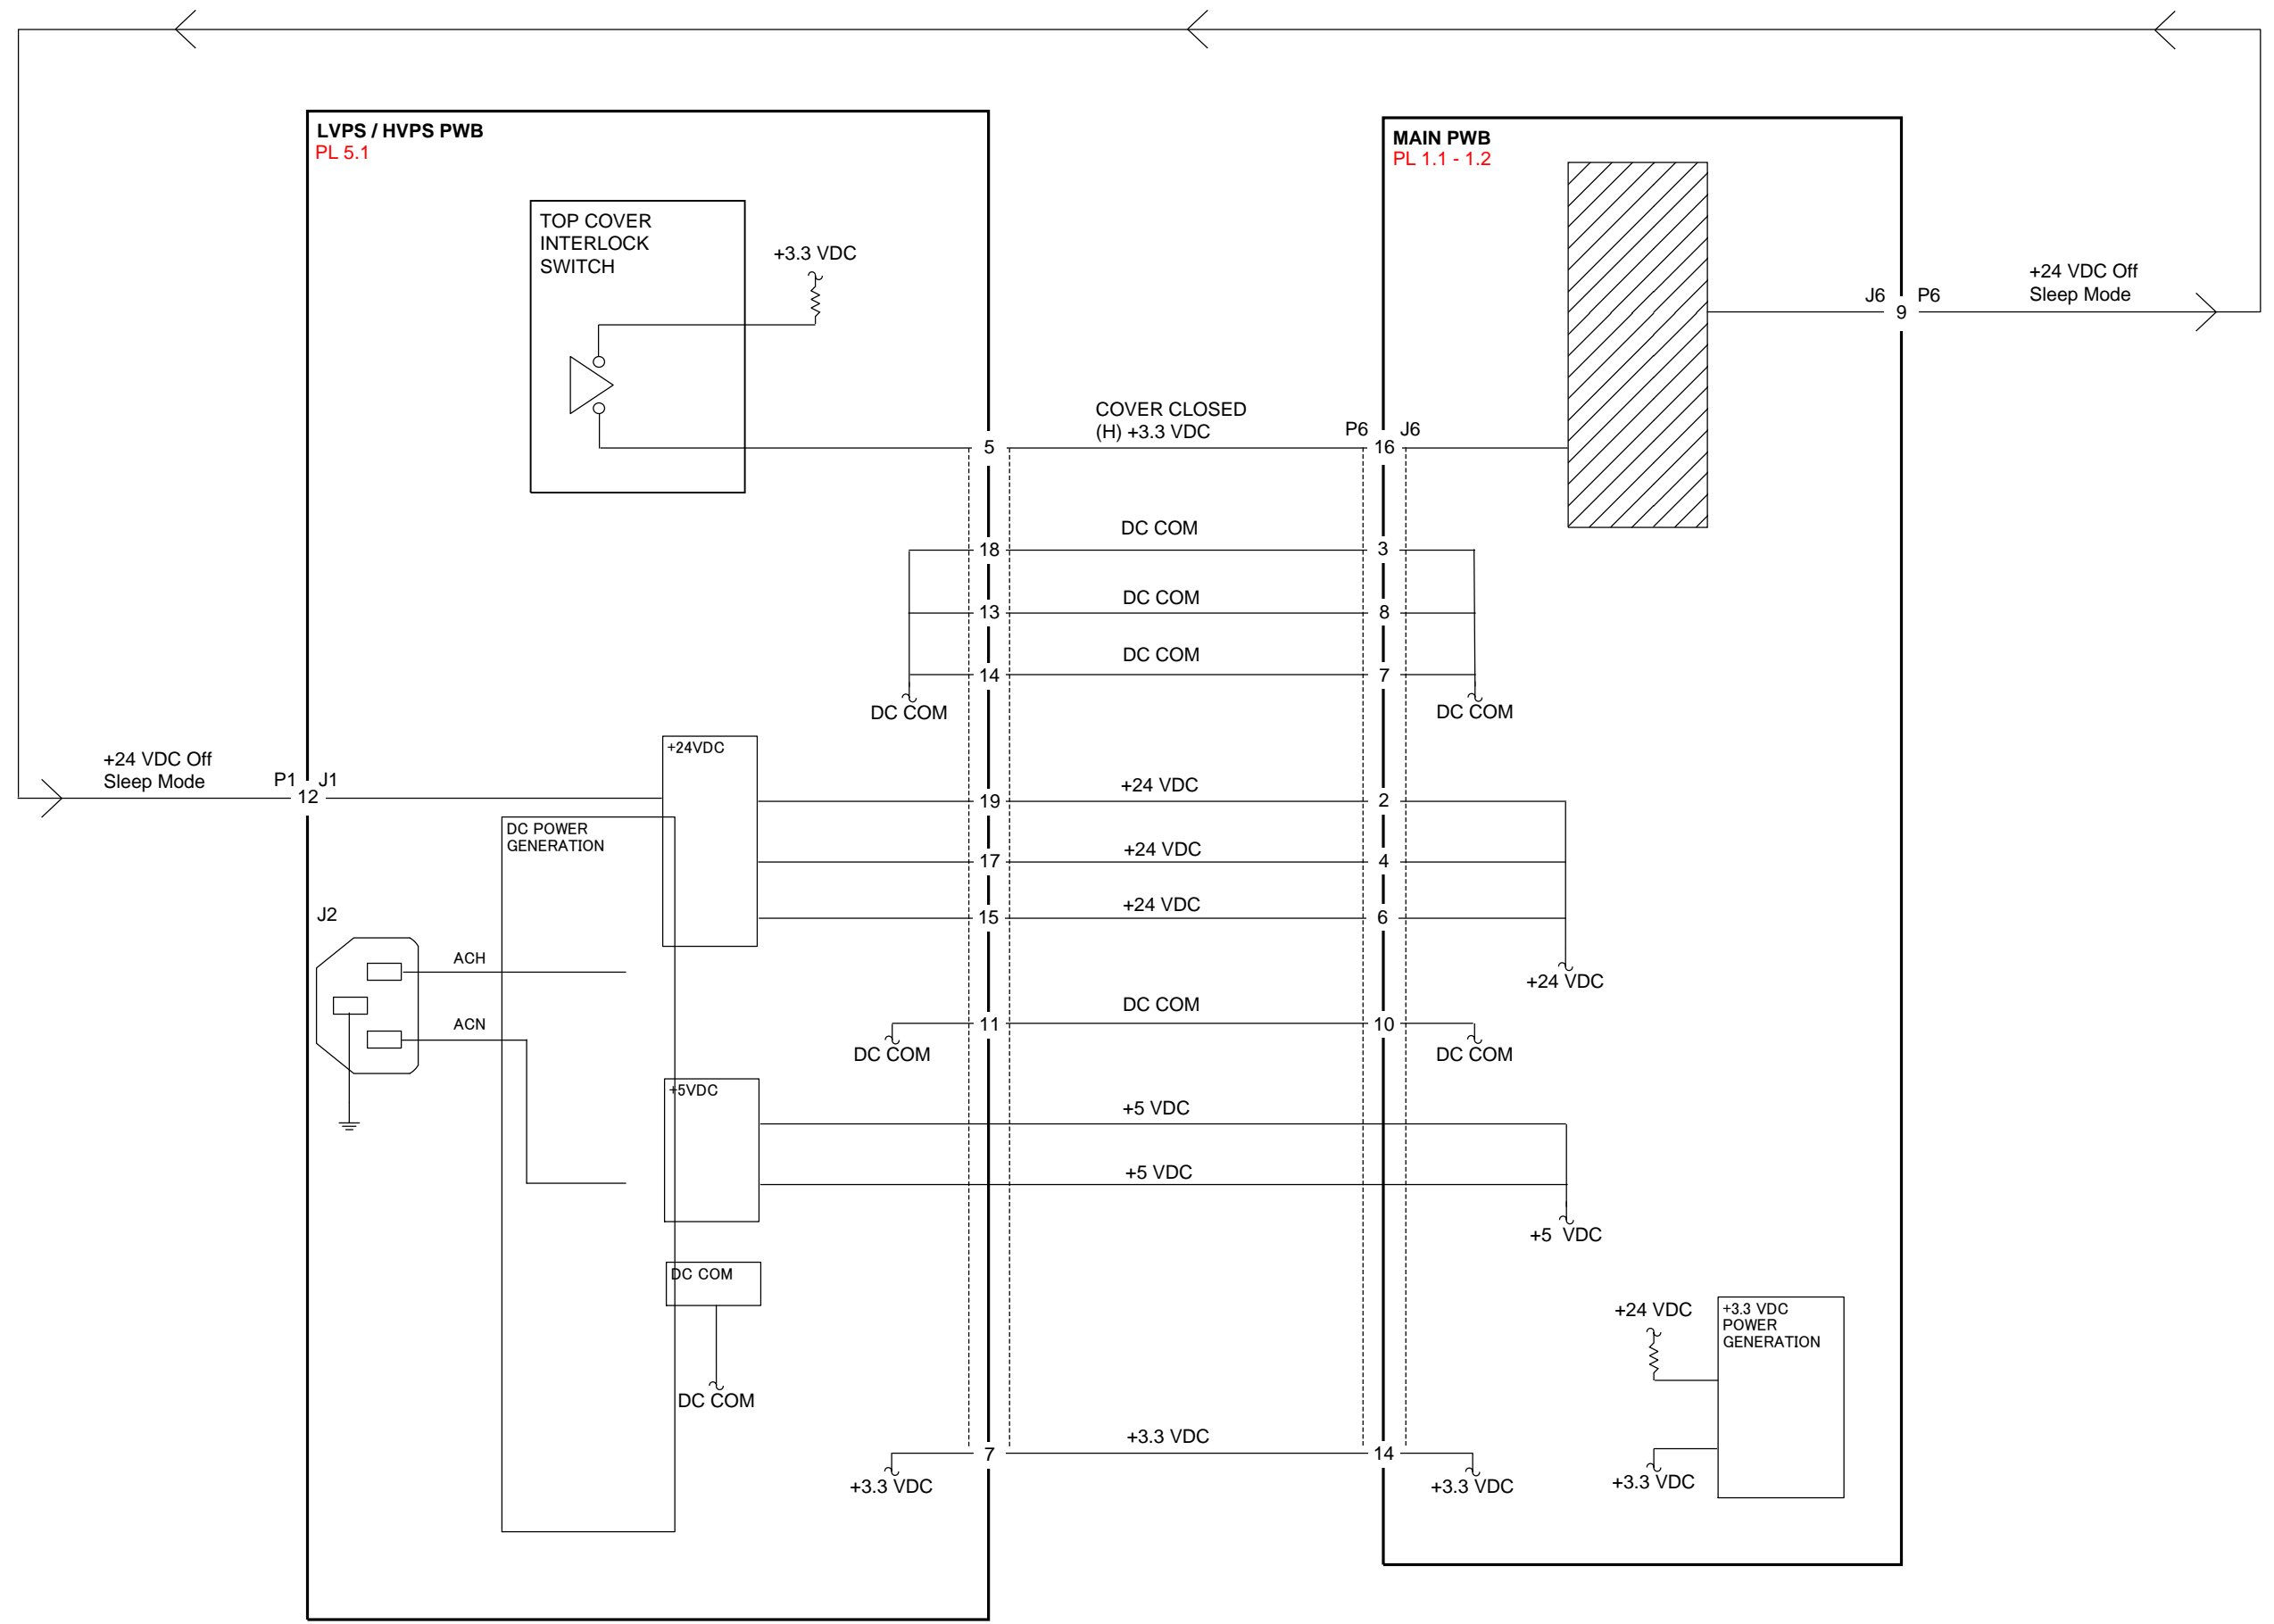 LVPS / HVPS PWB
PL 5.1
MAIN PWB
PL 1.1 - 1.2
TOP COVER
INTERLOCK
SWITCH
+3.3 VDC
+24 VDC Off
Sleep Mode
J6
P6
9
COVER CLOSED
(H) +3.3 VDC
P6
J6
5
16
DC COM
18
3
DC COM
13
8
DC COM
14
7
DC COM
DC COM
+24VDC
+24 VDC Off
Sleep Mode
P1
J1
12
+24 VDC
19
2
DC POWER
GENERATION
+24 VDC
17
4
+24 VDC
15
6
J2
ACH
+24 VDC
DC COM
11
10
ACN
DC COM
DC COM
+5VDC
+5 VDC
+5 VDC
+5 VDC
DC COM
+24 VDC
+3.3 VDC
POWER
GENERATION
DC COM
+3.3 VDC
7
14
+3.3 VDC
+3.3 VDC
+3.3 VDC